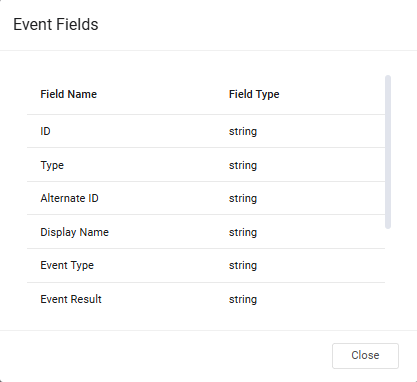 Event Fields
Field Name Field Type
ID string
Type string
Alternate ID string
Display Name string
Event Type string
Event Result string
Close